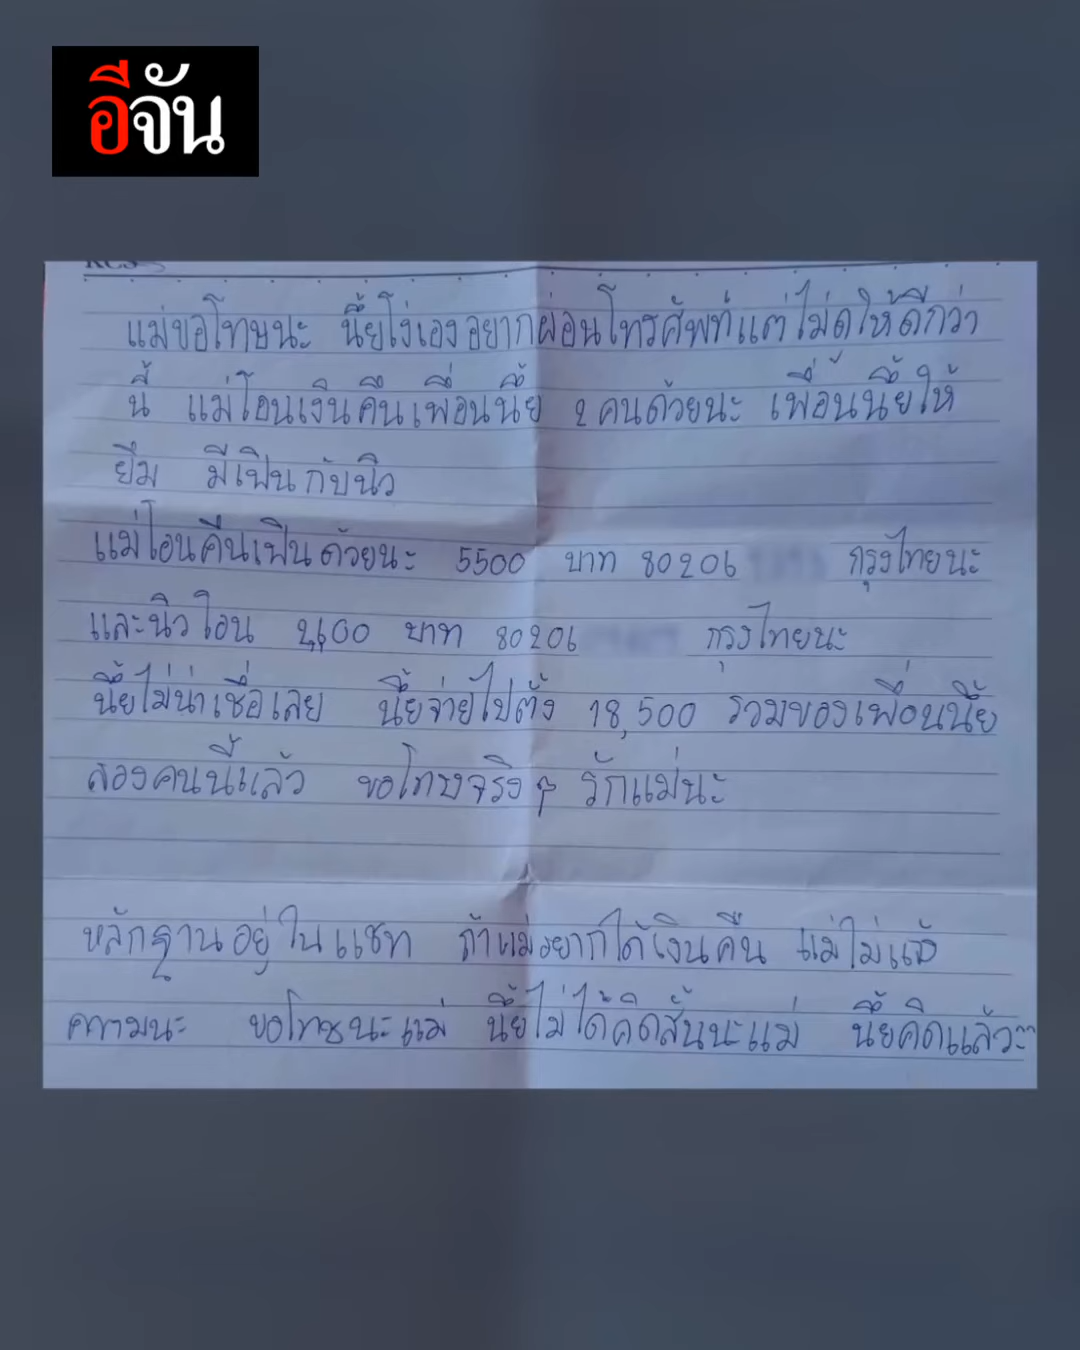 อีจัน
แม่ขอโทษนะ นี้ยโง่เอง อยากผ่อนโทรศัพท์แต่ไม่ดูให้ดีกว่า
นี้ แม่โอนเงินคืนเพื่อนนี้ย 2 คนด้วยนะ เพื่อนนี้ยให้
ยืม มีเฟินกับนิว
แม่โอนคืนเฟินด้วยนะ 5500 บาท 80206 กรุงไทยนะ
และนิวโอน บาท 80206 กรุงไทยนะ
นี้ยไม่น่าเชื่อเลย นี้ยจ่ายไปตั้ง 18,500 รวมของเพื่อนนี้ย
สองคนนี้แล้ว ขอโทษจริงๆ รักแม่นะ
หลักฐานอยู่ในแชท ถ้าแม่อยากได้เงินคืน แม่ไปแจ้
ความนะ ขอโทษนะแม่ นี้ยไม่ได้คิดสั้นนะแม่ นี้ยคิดแล้วะ